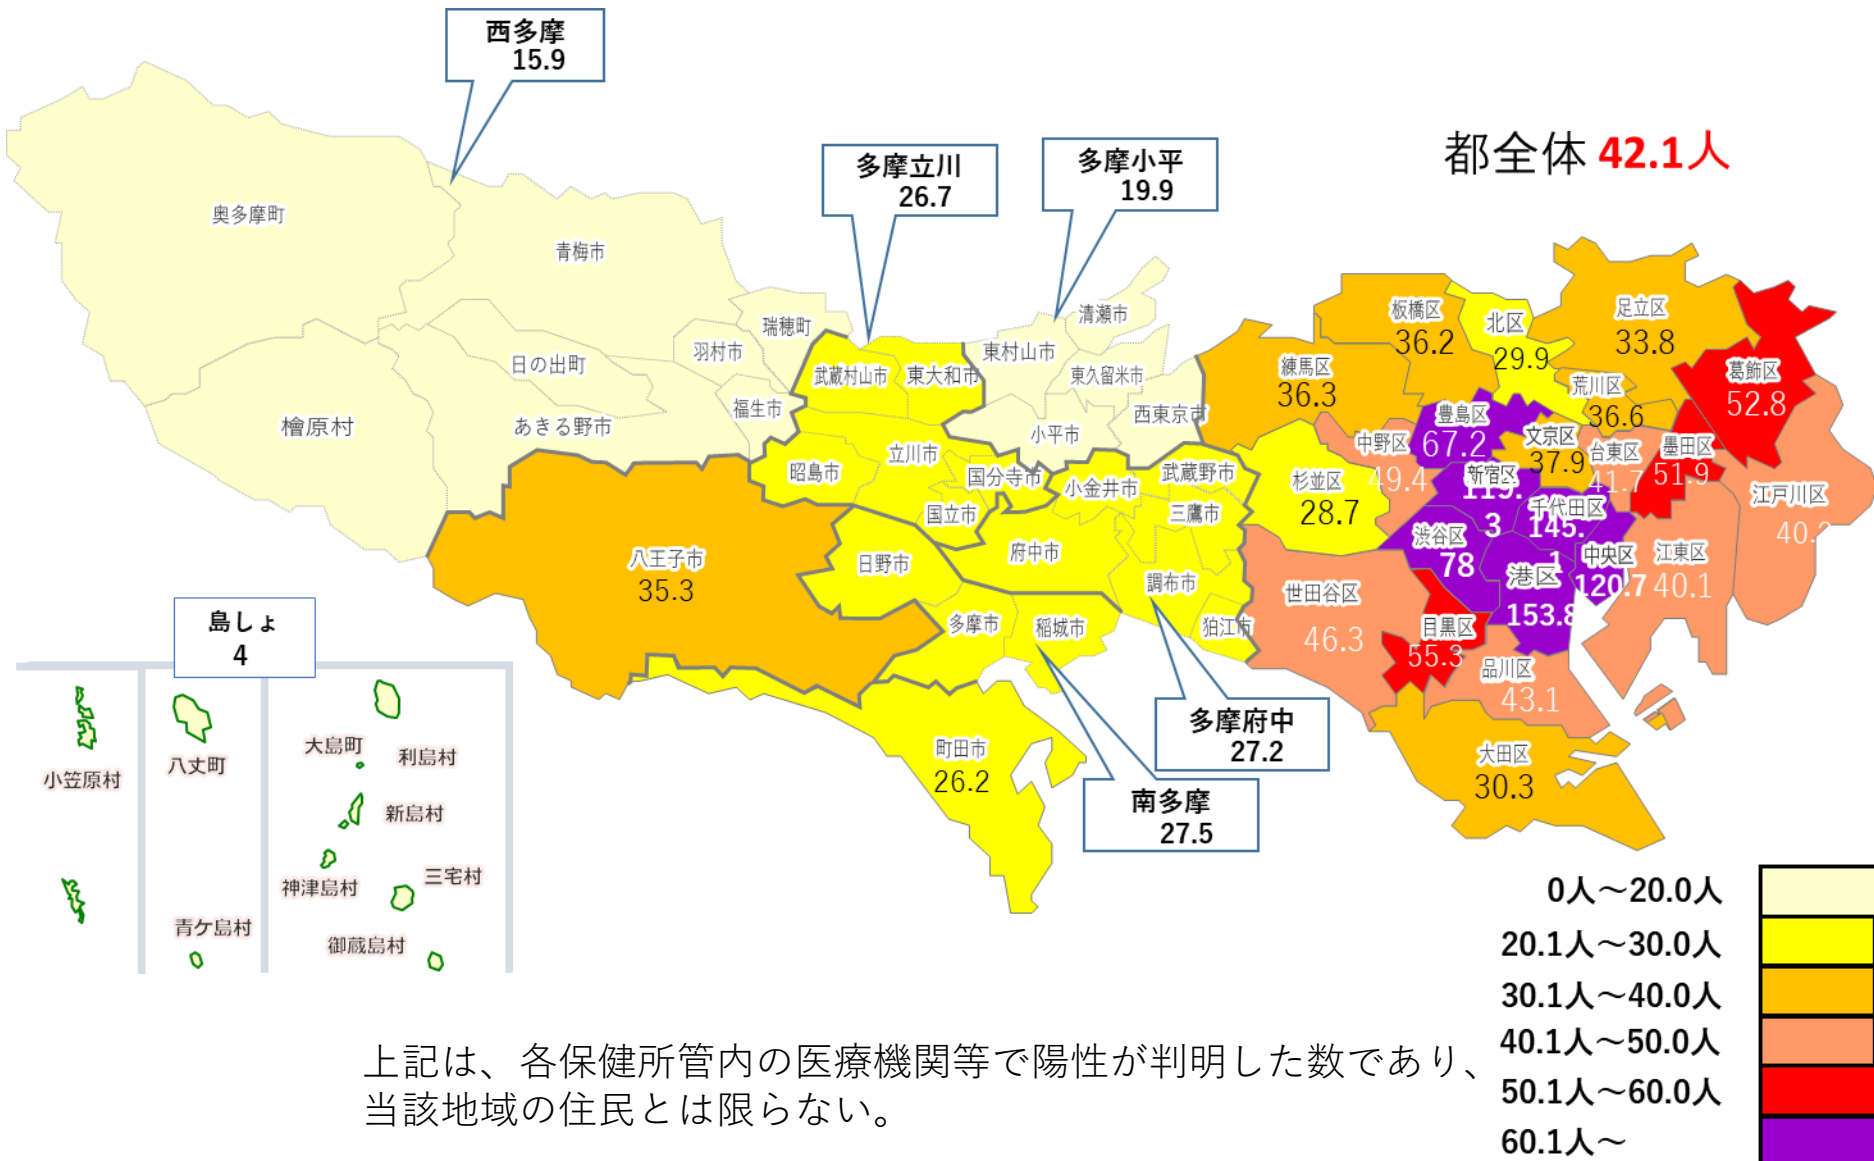 西多摩
15.9
都全体 42.1人
多摩立川
26.7
多摩小平
19.9
奥多摩町
青梅市
瑞穂町
羽村市
日の出町
福生市
あきる野市
檜原村
武蔵村山市
東大和市
東村山市
清瀬市
東久留米市
西東京市
小平市
昭島市
立川市
国分寺市
国立市
小金井市
武蔵野市
三鷹市
府中市
調布市
狛江市
八王子市
35.3
日野市
多摩市
稲城市
町田市
26.2
多摩府中
27.2
南多摩
27.5
板橋区
36.2
北区
29.9
足立区
33.8
葛飾区
52.8
練馬区
36.3
豊島区
67.2
荒川区
36.6
中野区
49.4
文京区
37.9
台東区
41.7
墨田区
51.9
江戸川区
40.
杉並区
28.7
新宿区
119.
3
千代田区
145.
1
渋谷区
78
港区
153.8
中央区
120.7
江東区
40.1
世田谷区
46.3
目黒区
55.3
品川区
43.1
大田区
30.3
島しょ
4
小笠原村
八丈町
青ケ島村
大島町
利島村
新島村
神津島村
三宅村
御蔵島村
0人～20.0人
20.1人～30.0人
30.1人～40.0人
40.1人～50.0人
50.1人～60.0人
60.1人～
上記は、各保健所管内の医療機関等で陽性が判明した数であり、
当該地域の住民とは限らない。